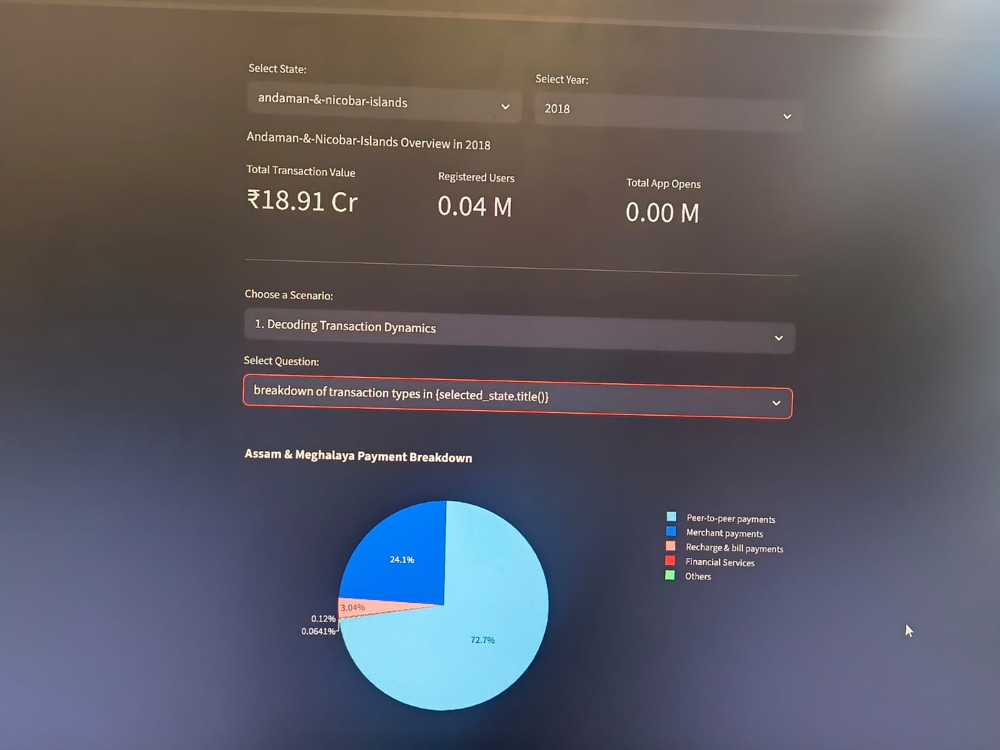 Select State:
Select Year:
andaman-&-nicobar-islands
2018
Andaman-&-Nicobar-Islands Overview in 2018
Total Transaction Value
Registered Users
Total App Opens
₹18.91 Cr
0.04 M
0.00 M
Choose a Scenario:
1. Decoding Transaction Dynamics
Select Question:
breakdown of transaction types in {selected_state.title()}
Assam & Meghalaya Payment Breakdown
24.1%
3.04%
0.12%
0.0641%
72.7%
Peer-to-peer payments
Merchant payments
Recharge & bill payments
Financial Services
Others